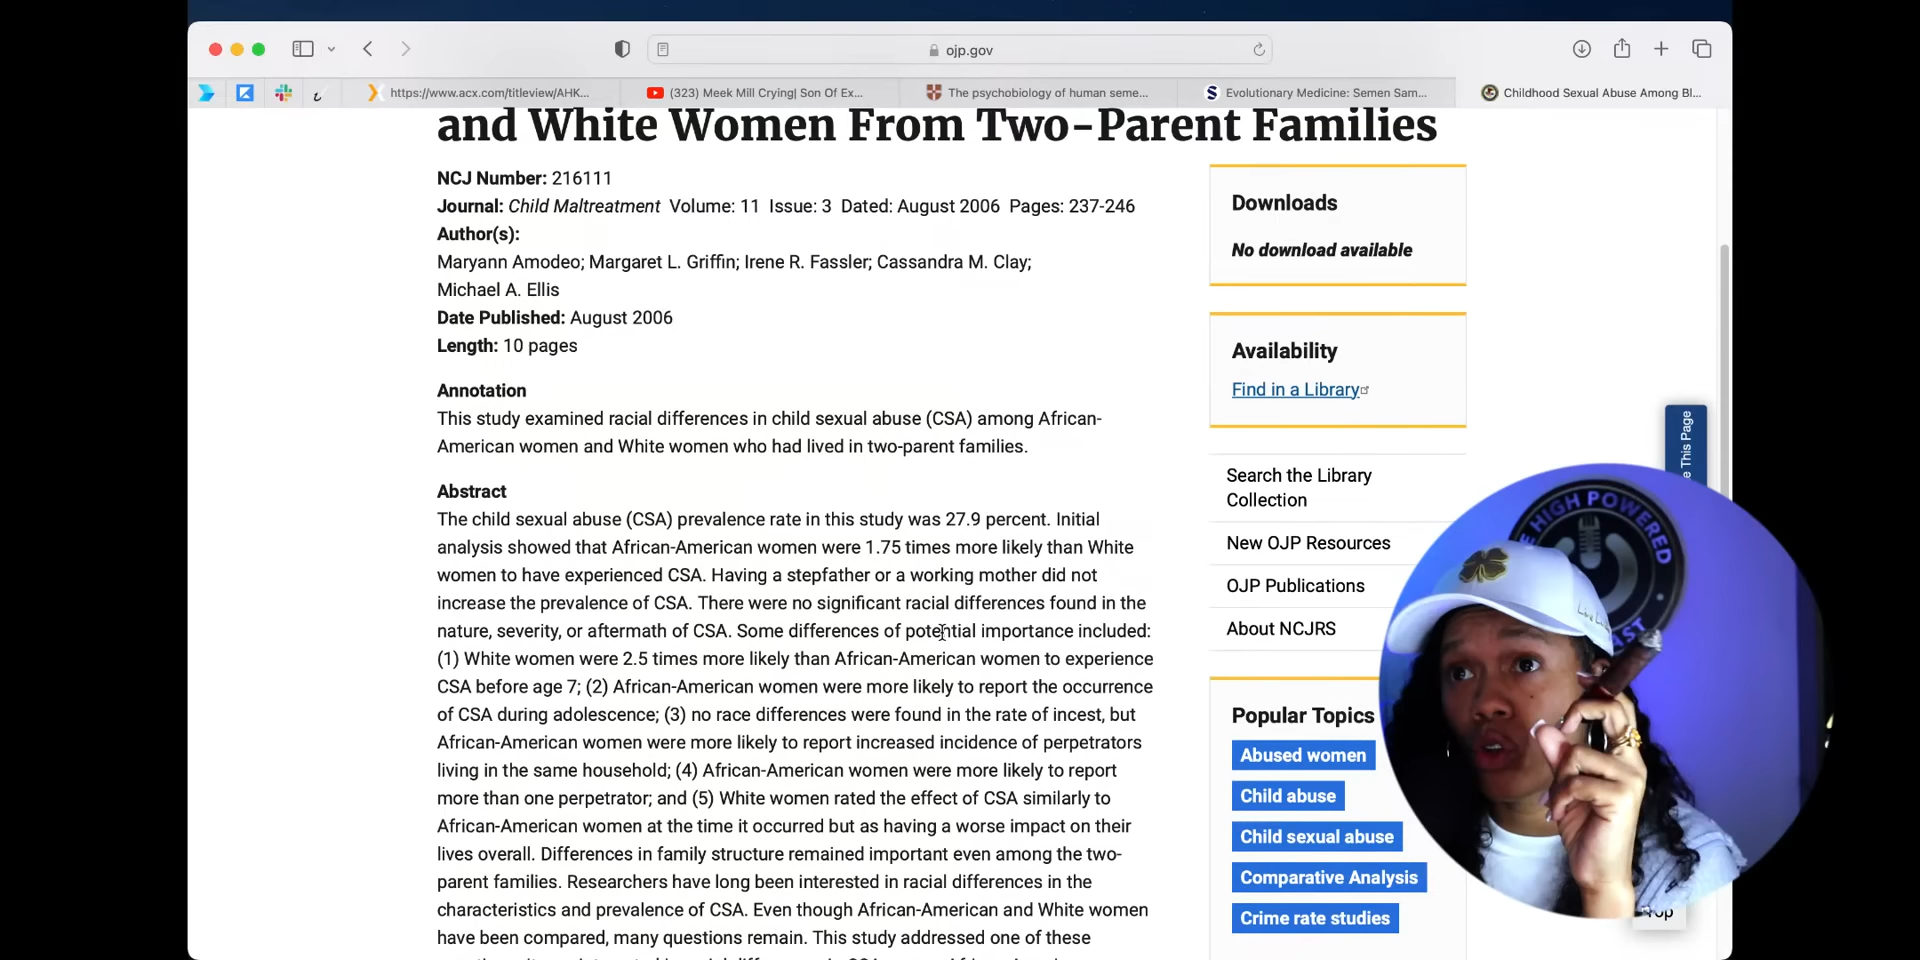 ojp.gov
https://www.acx.com/titleview/AHK...
(323) Meek Mill Crying| Son Of Ex...
The psychobiology of human seme...
Evolutionary Medicine: Semen Sam...
Childhood Sexual Abuse Among Bl...
and White Women From Two-Parent Families
NCJ Number: 216111
Journal: Child Maltreatment Volume: 11 Issue: 3 Dated: August 2006 Pages: 237-246
Author(s):
Maryann Amodeo; Margaret L. Griffin; Irene R. Fassler; Cassandra M. Clay;
Michael A. Ellis
Date Published: August 2006
Length: 10 pages
Annotation
This study examined racial differences in child sexual abuse (CSA) among African-
American women and White women who had lived in two-parent families.
Abstract
The child sexual abuse (CSA) prevalence rate in this study was 27.9 percent. Initial
analysis showed that African-American women were 1.75 times more likely than White
women to have experienced CSA. Having a stepfather or a working mother did not
increase the prevalence of CSA. There were no significant racial differences found in the
nature, severity, or aftermath of CSA. Some differences of potential importance included:
(1) White women were 2.5 times more likely than African-American women to experience
CSA before age 7; (2) African-American women were more likely to report the occurrence
of CSA during adolescence; (3) no race differences were found in the rate of incest, but
African-American women were more likely to report increased incidence of perpetrators
living in the same household; (4) African-American women were more likely to report
more than one perpetrator; and (5) White women rated the effect of CSA similarly to
African-American women at the time it occurred but as having a worse impact on their
lives overall. Differences in family structure remained important even among the two-
parent families. Researchers have long been interested in racial differences in the
characteristics and prevalence of CSA. Even though African-American and White women
have been compared, many questions remain. This study addressed one of these
Downloads
No download available
Availability
Find in a Library
Search the Library
Collection
New OJP Resources
OJP Publications
About NCJRS
Popular Topics
Abused women
Child abuse
Child sexual abuse
Comparative Analysis
Crime rate studies
This Page
HIGH POWERED
Top